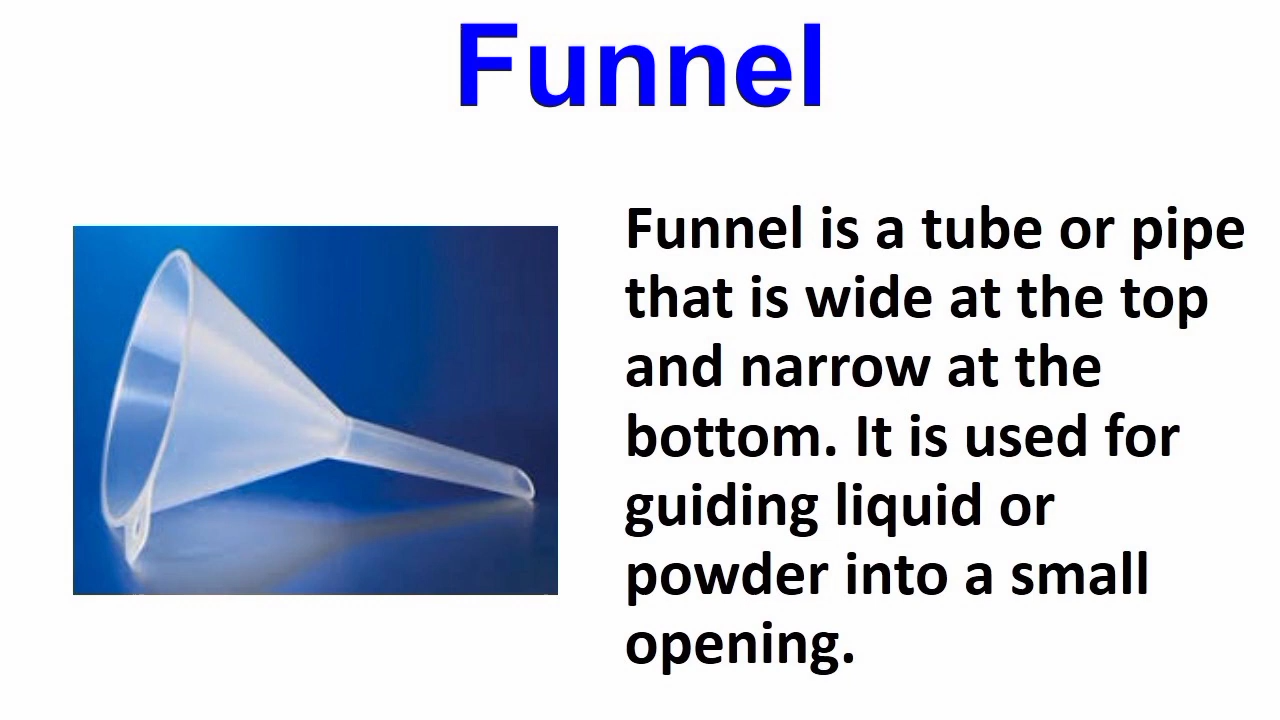 Funnel
Funnel is a tube or pipe
that is wide at the top
and narrow at the
bottom. It is used for
guiding liquid or
powder into a small
opening.